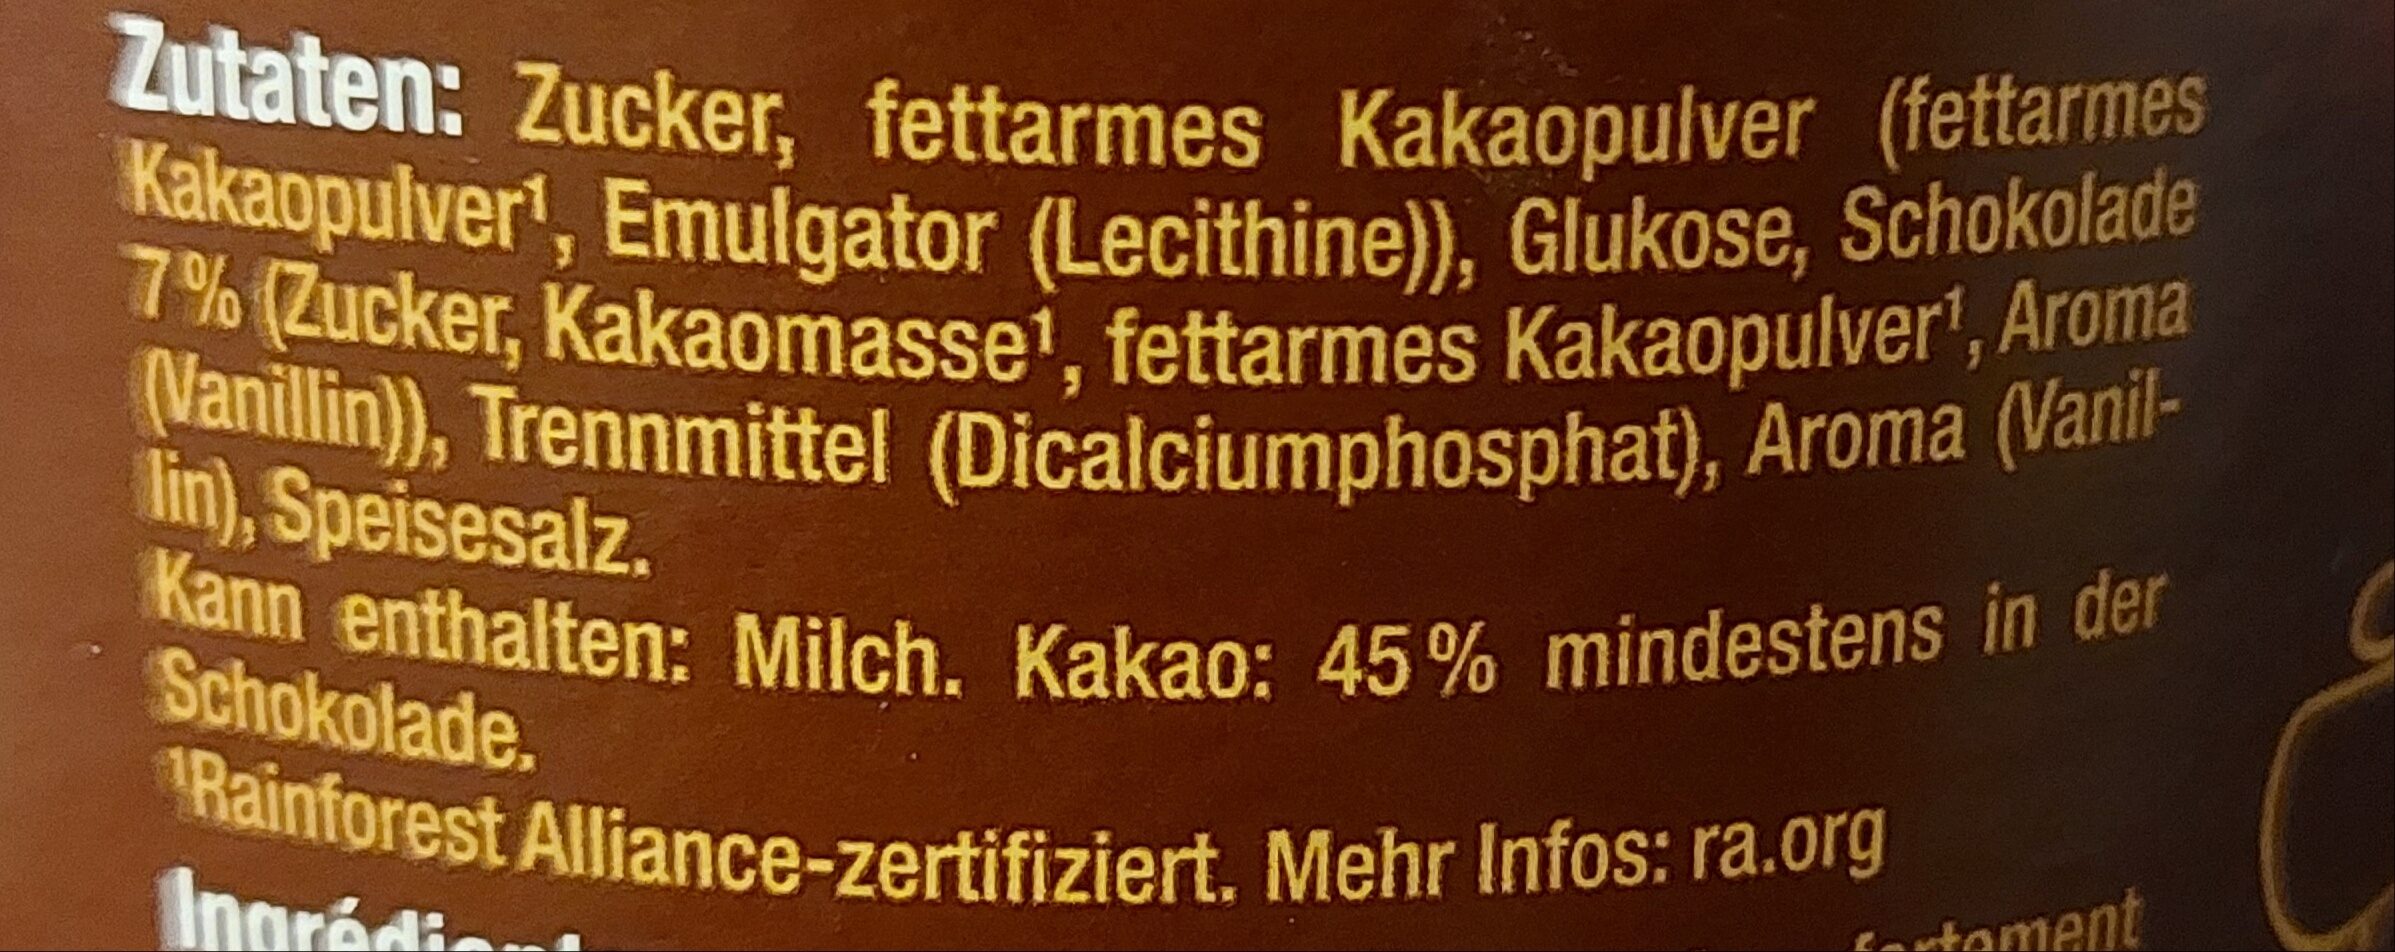 Zutaten: Zucker, fettarmes Kakaopulver (fettarmes
Kakaopulver¹, Emulgator (Lecithine)), Glukose, Schokolade
7 % (Zucker, Kakaomasse¹, fettarmes Kakaopulver¹, Aroma
(Vanillin)), Trennmittel (Dicalciumphosphat), Aroma (Vanil-
lin), Speisesalz.
Kann enthalten: Milch. Kakao: 45 % mindestens in der
Schokolade.
¹Rainforest Alliance-zertifiziert. Mehr Infos: ra.org
fortement